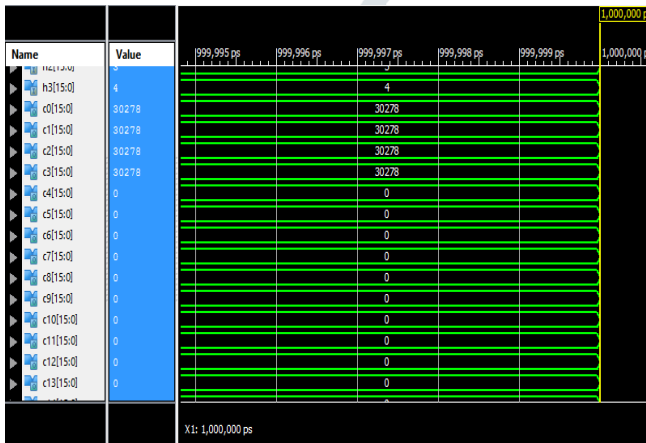 1,000,000 p
Name Value 999,995 ps 999,996 ps 999,997 ps 999,998 ps 999,999 ps 1,000,000 p
h2[15:0] 3 3
h3[15:0] 4 4
c0[15:0] 30278 30278
c1[15:0] 30278 30278
c2[15:0] 30278 30278
c3[15:0] 30278 30278
c4[15:0] 0 0
c5[15:0] 0 0
c6[15:0] 0 0
c7[15:0] 0 0
c8[15:0] 0 0
c9[15:0] 0 0
c10[15:0] 0 0
c11[15:0] 0 0
c12[15:0] 0 0
c13[15:0] 0 0
X1: 1,000,000 ps